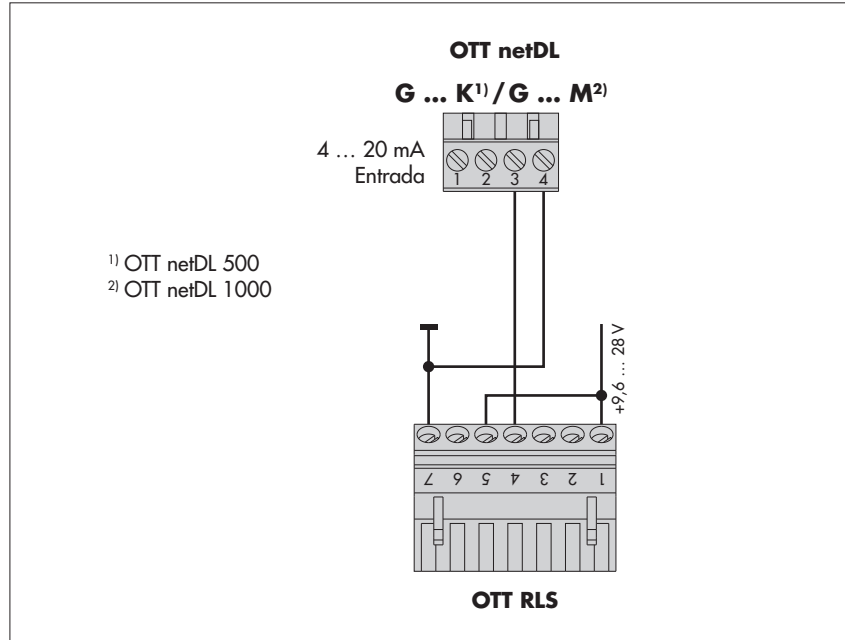 OTT netDL
G ... K¹⁾ / G ... M²⁾
4 ... 20 mA
Entrada
1 2 3 4
¹⁾ OTT netDL 500
²⁾ OTT netDL 1000
+9,6 ... 28 V
7 6 5 4 3 2 1
OTT RLS